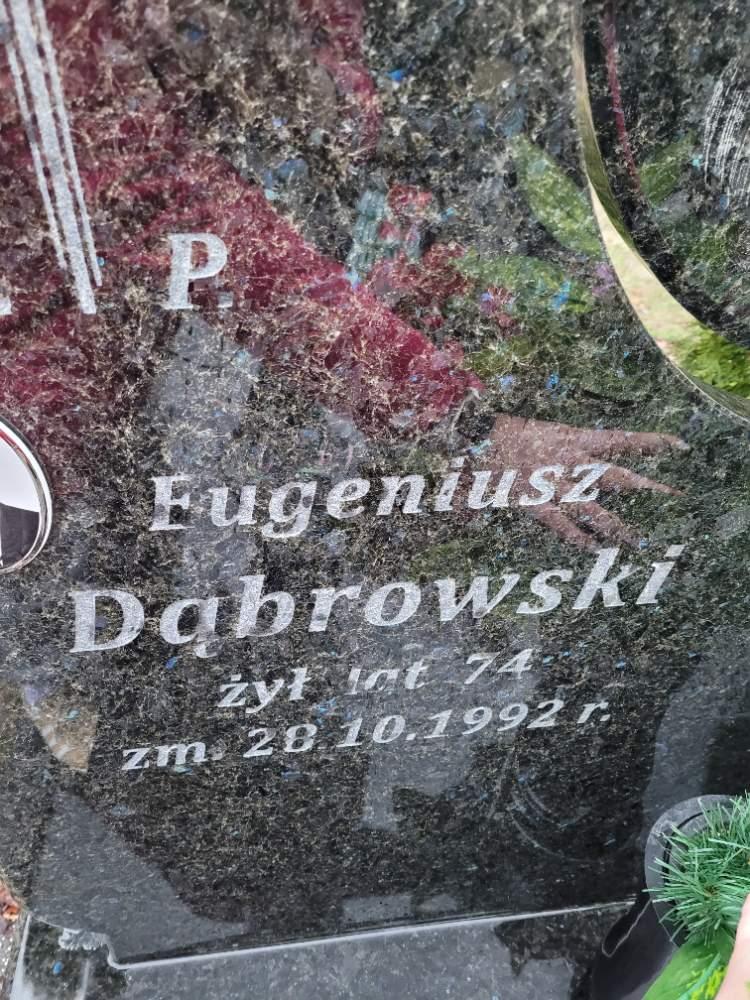 P.
Eugeniusz
Dąbrowski
żył lat 74
zm. 28.10.1992 r.